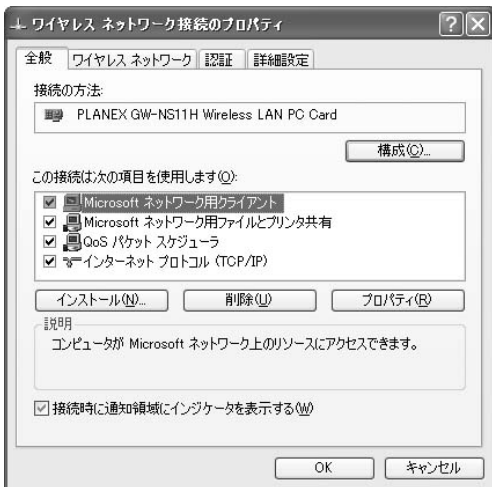 ワイヤレス ネットワーク接続のプロパティ
全般 ワイヤレス ネットワーク 認証 詳細設定
接続の方法:
PLANEX GW-NS11H Wireless LAN PC Card
構成(C)...
この接続は次の項目を使用します(O):
Microsoft ネットワーク用クライアント
Microsoft ネットワーク用ファイルとプリンタ共有
QoS パケット スケジューラ
インターネット プロトコル (TCP/IP)
インストール(N)... 削除(U) プロパティ(R)
説明
コンピュータが Microsoft ネットワーク上のリソースにアクセスできます。
接続時に通知領域にインジケータを表示する(W)
OK キャンセル